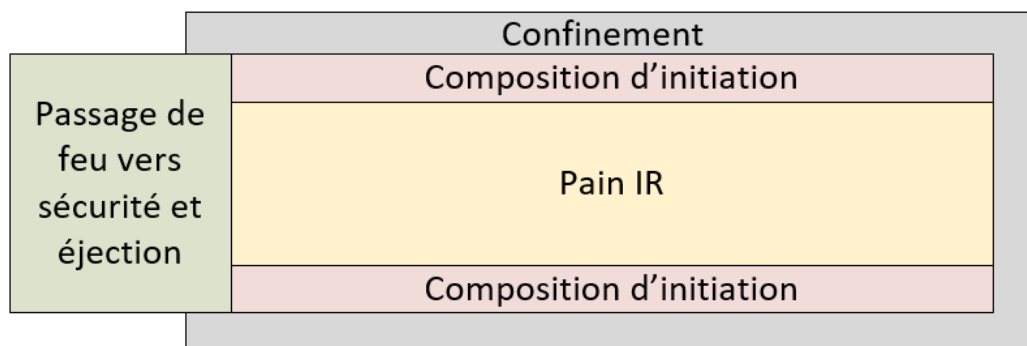 Confinement
Composition d'initiation
Passage de
feu vers
sécurité et
éjection
Pain IR
Composition d'initiation